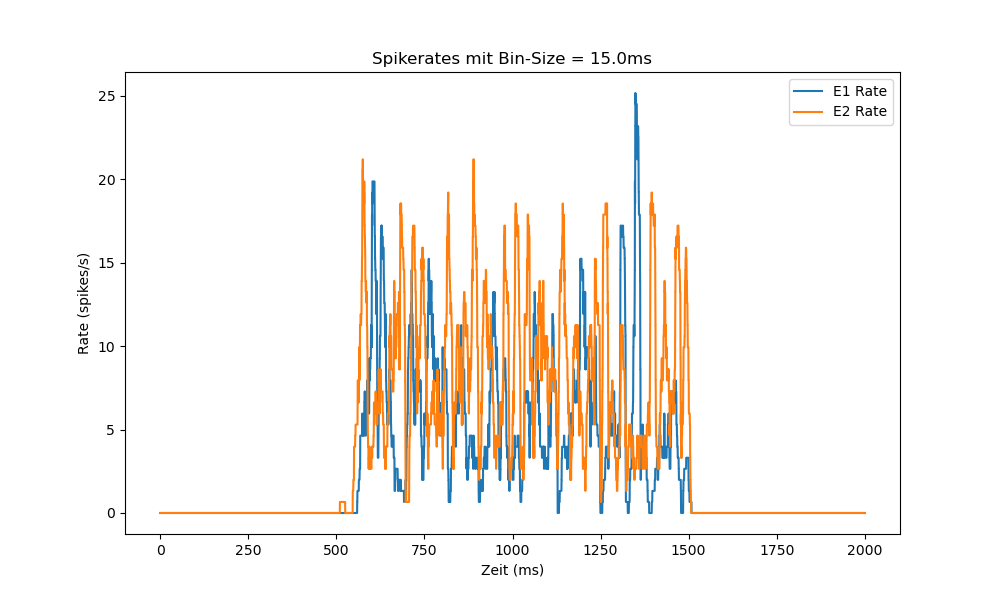 Spikerates mit Bin-Size = 15.0ms
E1 Rate
E2 Rate
Rate (spikes/s)
25
20
15
10
5
0
0 250 500 750 1000 1250 1500 1750 2000
Zeit (ms)